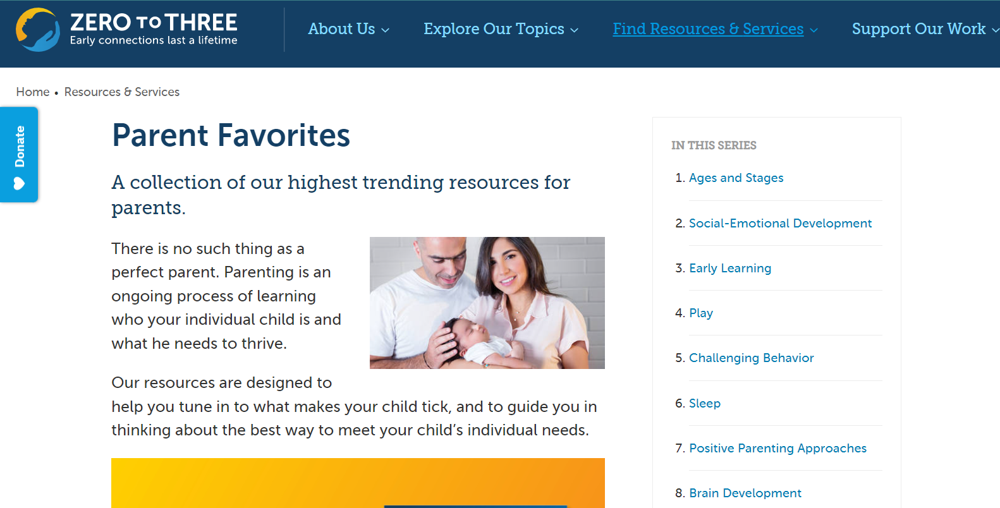 ZERO TO THREE
Early connections last a lifetime
About Us
Explore Our Topics
Find Resources & Services
Support Our Work
Home • Resources & Services
Donate
Parent Favorites
A collection of our highest trending resources for
parents.
There is no such thing as a
perfect parent. Parenting is an
ongoing process of learning
who your individual child is and
what he needs to thrive.
Our resources are designed to
help you tune in to what makes your child tick, and to guide you in
thinking about the best way to meet your child’s individual needs.
IN THIS SERIES
1. Ages and Stages
2. Social-Emotional Development
3. Early Learning
4. Play
5. Challenging Behavior
6. Sleep
7. Positive Parenting Approaches
8. Brain Development